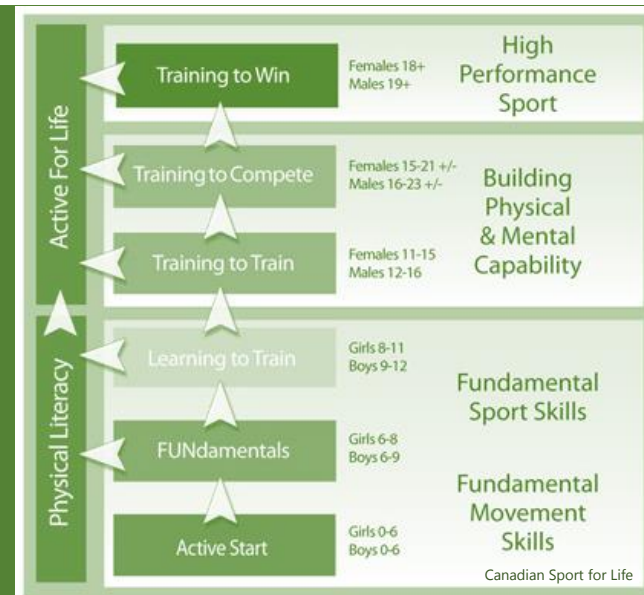 Active For Life
Physical Literacy
Training to Win
Females 18+
Males 19+
High
Performance
Sport
Training to Compete
Females 15-21 +/-
Males 16-23 +/-
Building
Physical
& Mental
Capability
Training to Train
Females 11-15
Males 12-16
Learning to Train
Girls 8-11
Boys 9-12
Fundamental
Sport Skills
FUNdamentals
Girls 6-8
Boys 6-9
Fundamental
Movement
Skills
Active Start
Girls 0-6
Boys 0-6
Canadian Sport for Life